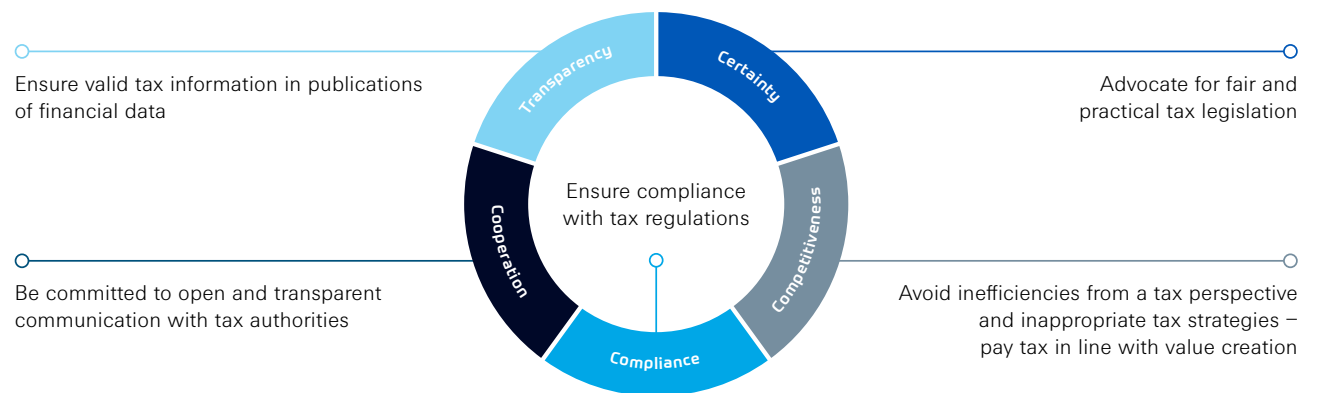 Transparency
Ensure valid tax information in publications
of financial data
Certainty
Advocate for fair and
practical tax legislation
Ensure compliance
with tax regulations
Cooperation
Be committed to open and transparent
communication with tax authorities
Competitiveness
Avoid inefficiencies from a tax perspective
and inappropriate tax strategies –
pay tax in line with value creation
Compliance